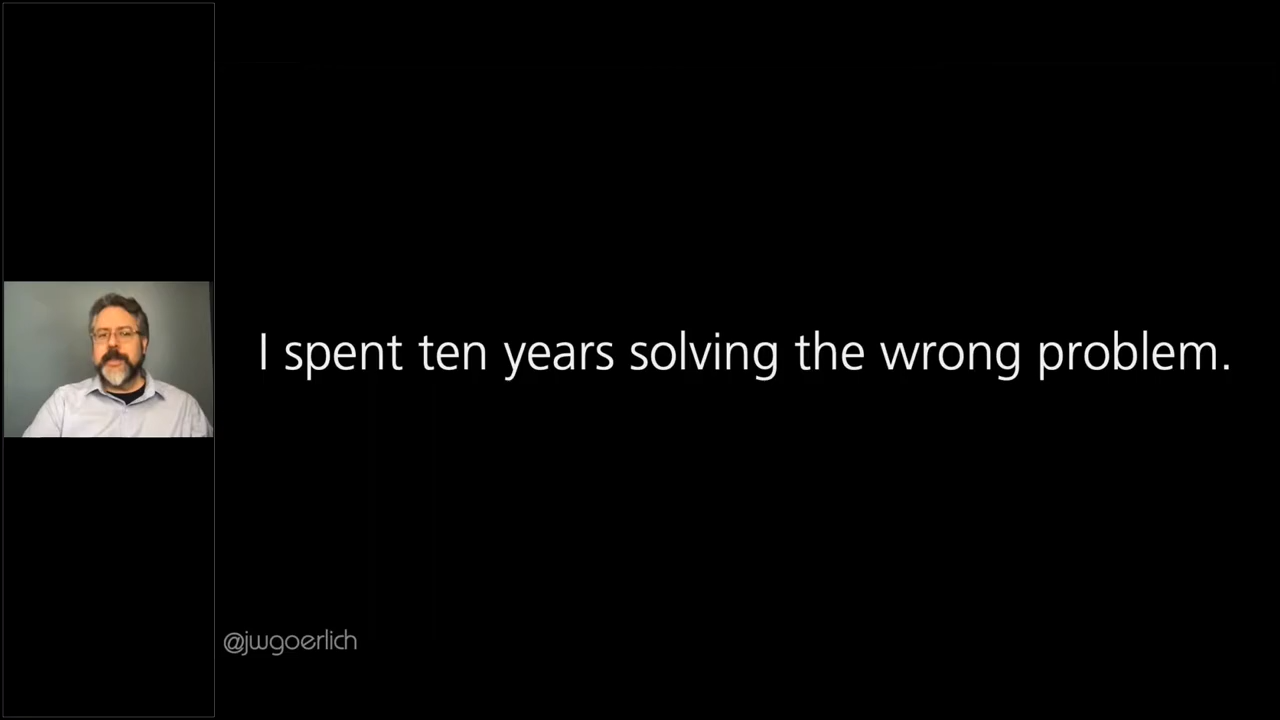 I spent ten years solving the wrong problem.
@jwgoerlich